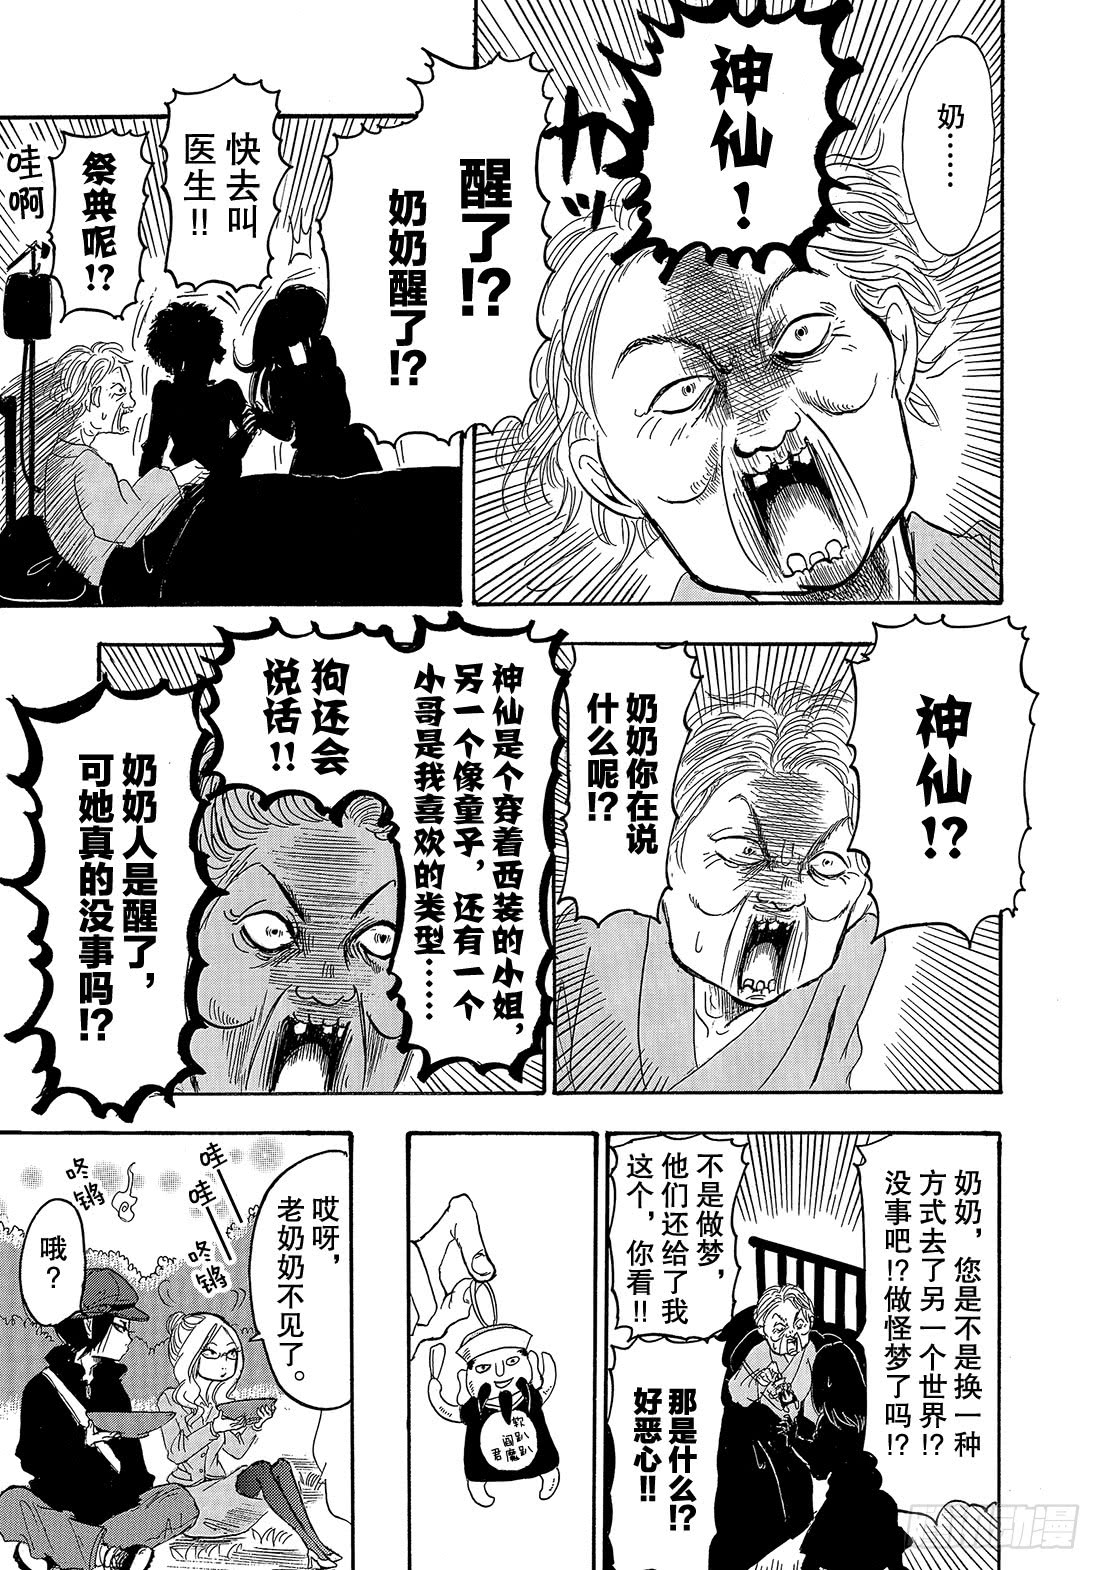 奶……
神仙！
ガッ
醒了!?
奶奶醒了!?
快去叫
医生!!
祭典呢!?
哇啊
神仙!?
奶奶你在说
什么呢!?
神仙是个穿着西装的小姐，
另一个像童子，还有一个
小哥是我喜欢的类型……
狗还会
说话!!
奶奶人是醒了，
可她真的没事吗!?
奶奶，您是不是换一种
方式去了另一个世界!?
没事吧!?做怪梦了吗!?
不是做梦，
他们还给了我
这个，你看!!
那是什么!?
好恶心!!
软趴趴
阎魔君
哎呀，
老奶奶不见了。
哇——
哇——
咚锵
咚锵
哦？